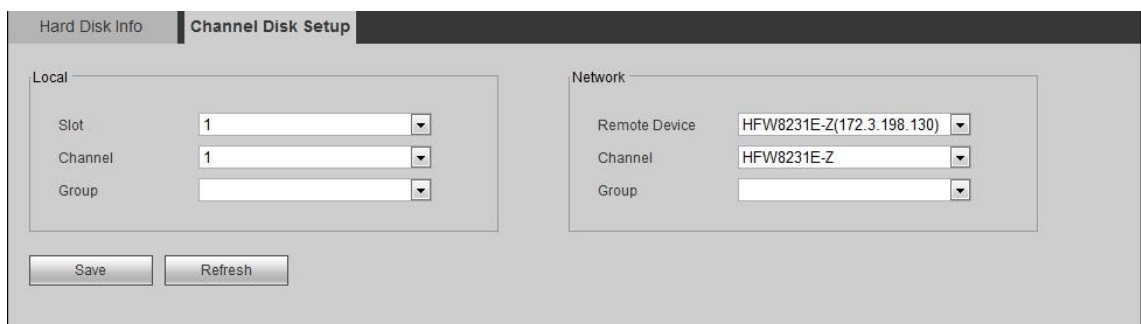 Hard Disk Info Channel Disk Setup
Local
Slot 1
Channel 1
Group
Network
Remote Device HFW8231E-Z(172.3.198.130)
Channel HFW8231E-Z
Group
Save Refresh